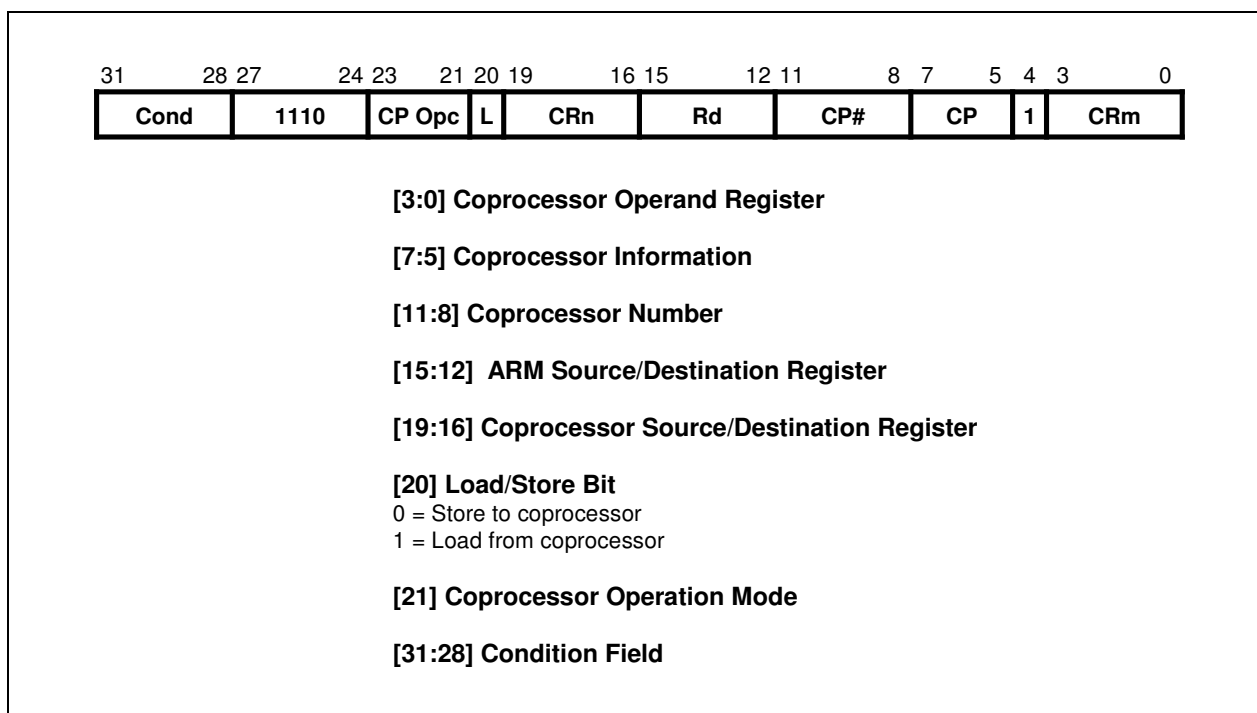 31 28 27 24 23 21 20 19 16 15 12 11 8 7 5 4 3 0
Cond 1110 CP Opc L CRn Rd CP# CP 1 CRm
[3:0] Coprocessor Operand Register
[7:5] Coprocessor Information
[11:8] Coprocessor Number
[15:12] ARM Source/Destination Register
[19:16] Coprocessor Source/Destination Register
[20] Load/Store Bit
0 = Store to coprocessor
1 = Load from coprocessor
[21] Coprocessor Operation Mode
[31:28] Condition Field